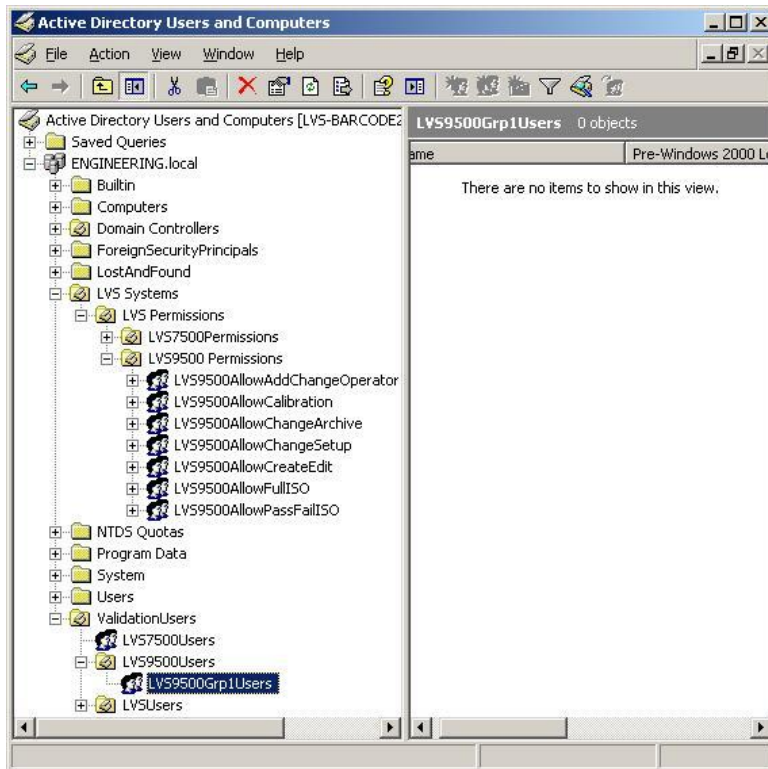 Active Directory Users and Computers
File Action View Window Help
Active Directory Users and Computers [LVS-BARCODE2
Saved Queries
ENGINEERING.local
Builtin
Computers
Domain Controllers
ForeignSecurityPrincipals
LostAndFound
LVS Systems
LVS Permissions
LVS7500Permissions
LVS9500 Permissions
LVS9500AllowAddChangeOperator
LVS9500AllowCalibration
LVS9500AllowChangeArchive
LVS9500AllowChangeSetup
LVS9500AllowCreateEdit
LVS9500AllowFullISO
LVS9500AllowPassFailISO
NTDS Quotas
Program Data
System
Users
ValidationUsers
LVS7500Users
LVS9500Users
LVS9500Grp1Users
LVSUsers
LVS9500Grp1Users 0 objects
ame Pre-Windows 2000 Lo
There are no items to show in this view.